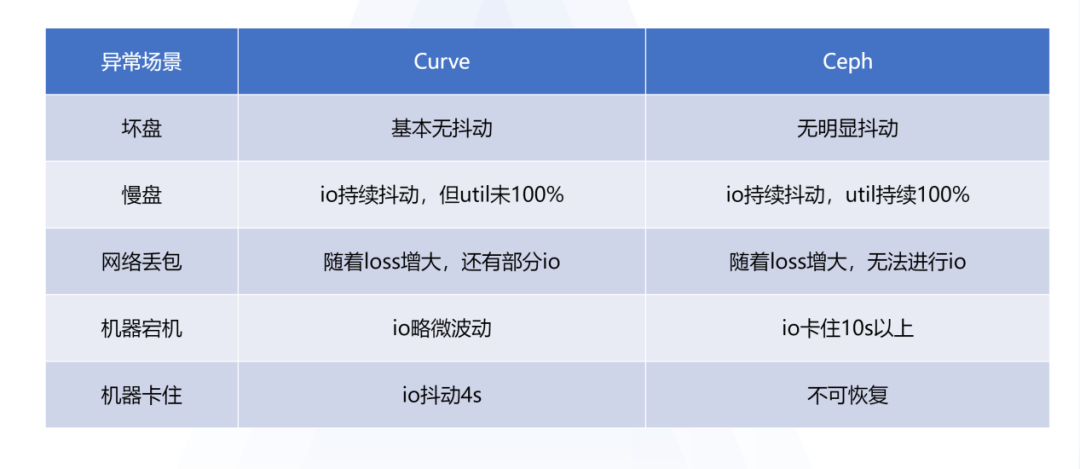 异常场景 Curve Ceph
坏盘 基本无抖动 无明显抖动
慢盘 io持续抖动，但util未100% io持续抖动，util持续100%
网络丢包 随着loss增大，还有部分io 随着loss增大，无法进行io
机器宕机 io略微波动 io卡住10s以上
机器卡住 io抖动4s 不可恢复